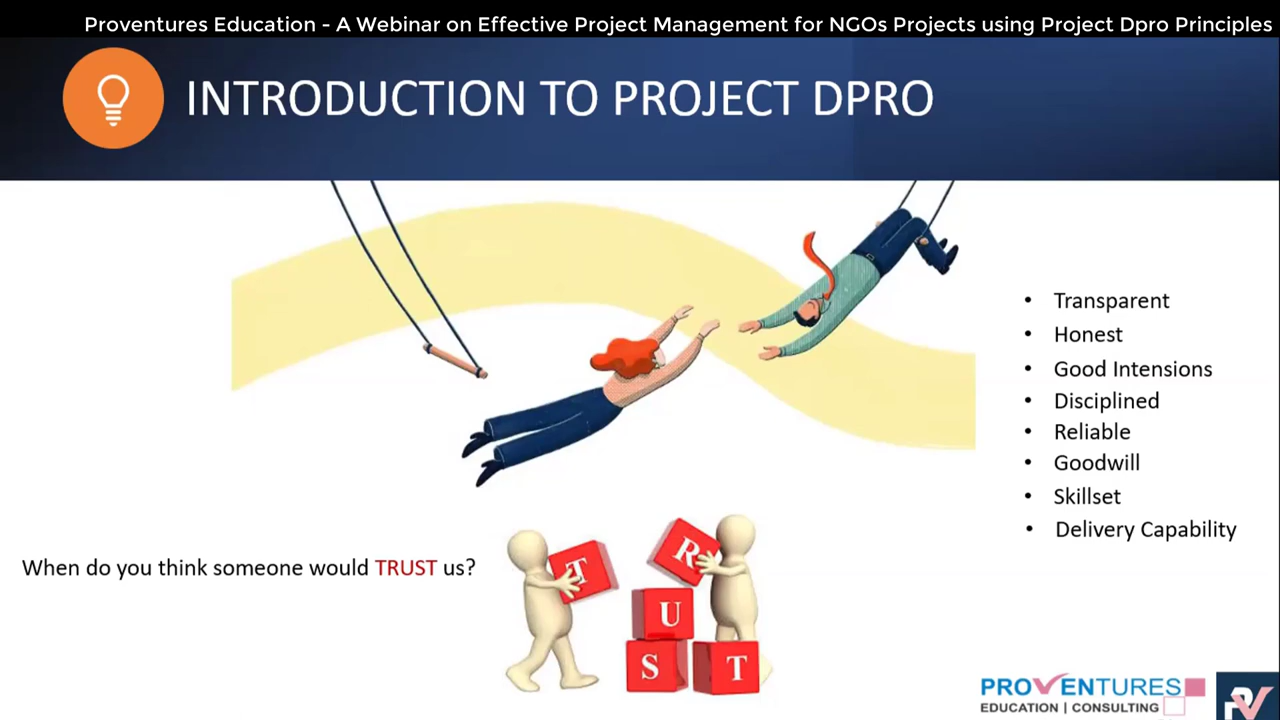 Proventures Education - A Webinar on Effective Project Management for NGOs Projects using Project Dpro Principles
INTRODUCTION TO PROJECT DPRO
• Transparent
• Honest
• Good Intensions
• Disciplined
• Reliable
• Goodwill
• Skillset
• Delivery Capability
When do you think someone would TRUST us?
T
R
U
S
T
PROVENTURES
EDUCATION | CONSULTING
PV